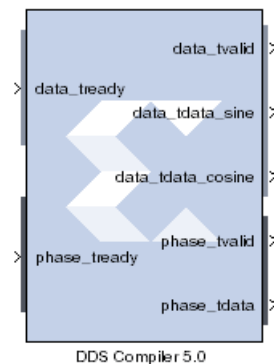 data_tvalid
data_tready
data_tdata_sine
data_tdata_cosine
phase_tvalid
phase_tready
phase_tdata
DDS Compiler 5.0